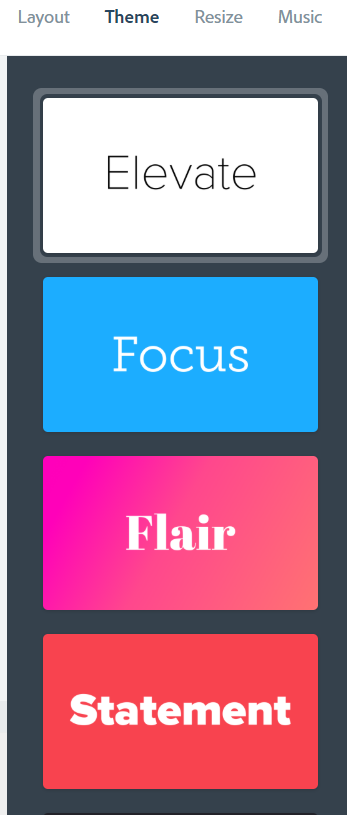 Layout Theme Resize Music
Elevate
Focus
Flair
Statement